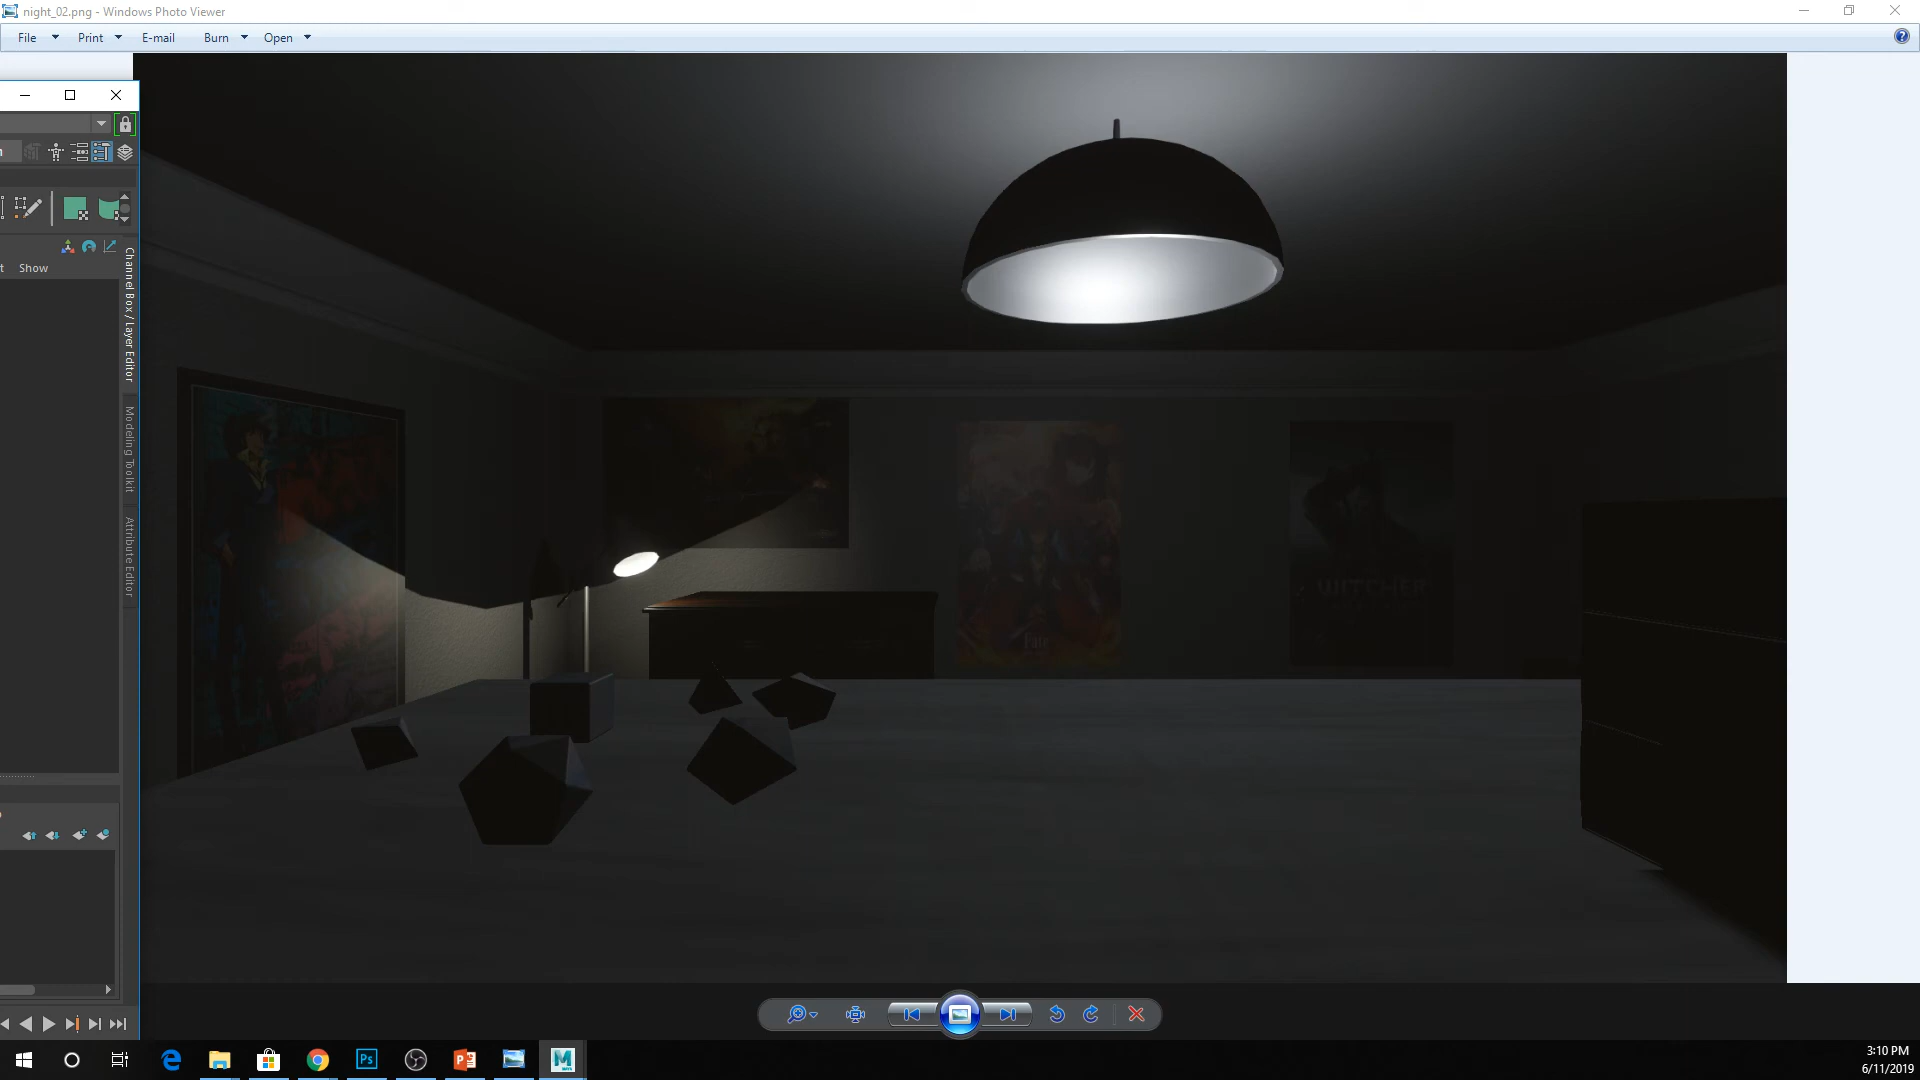 night_02.png - Windows Photo Viewer
File
Print
E-mail
Burn
Open
Show
Channel Box / Layer Editor
Modeling Toolkit
Attribute Editor
Fate
THE
WITCHER
Ps
3:10 PM
6/11/2019